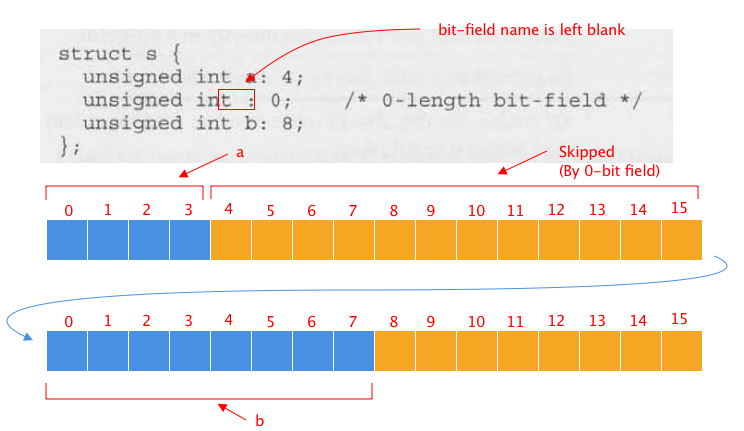 bit-field name is left blank
struct s {
unsigned int a: 4;
unsigned int : 0; /* 0-length bit-field */
unsigned int b: 8;
};
a
Skipped
(By 0-bit field)
0 1 2 3 4 5 6 7 8 9 10 11 12 13 14 15
0 1 2 3 4 5 6 7 8 9 10 11 12 13 14 15
b